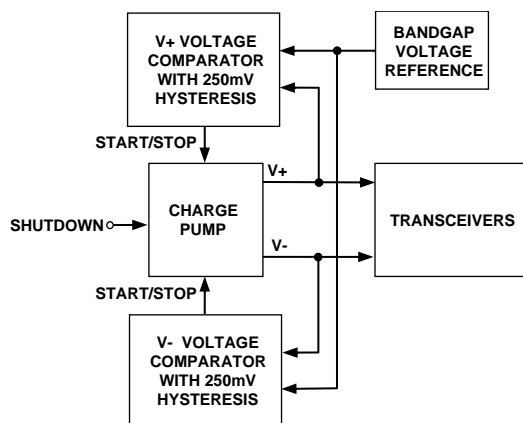 V+ VOLTAGE
COMPARATOR
WITH 250mV
HYSTERESIS
BANDGAP
VOLTAGE
REFERENCE
START/STOP
V+
SHUTDOWN
CHARGE
PUMP
TRANSCEIVERS
V-
START/STOP
V- VOLTAGE
COMPARATOR
WITH 250mV
HYSTERESIS